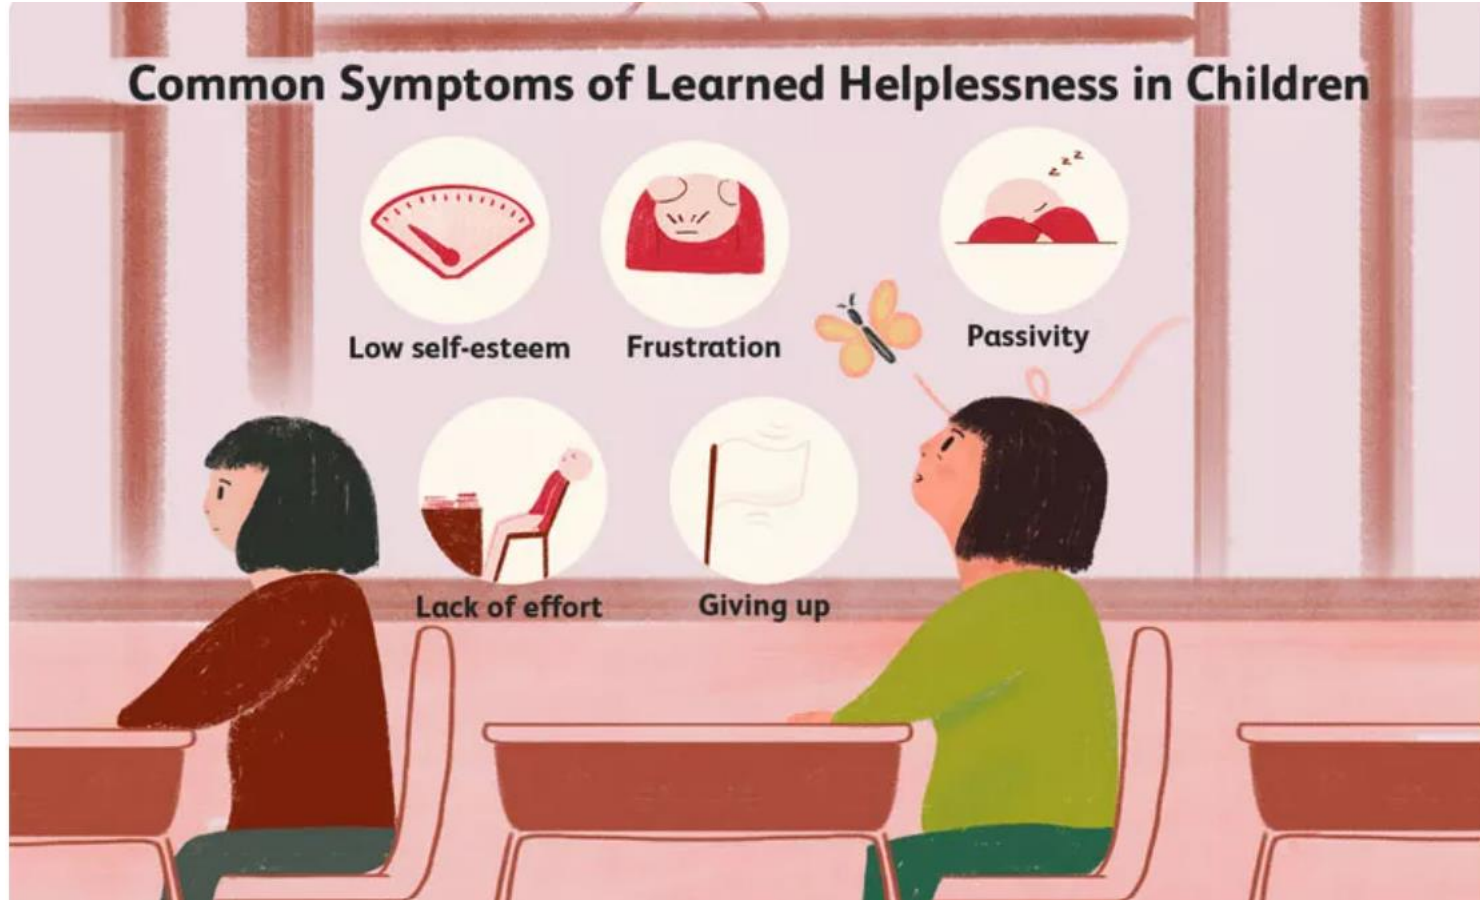 Common Symptoms of Learned Helplessness in Children
z z z
Low self-esteem
Frustration
Passivity
Lack of effort
Giving up